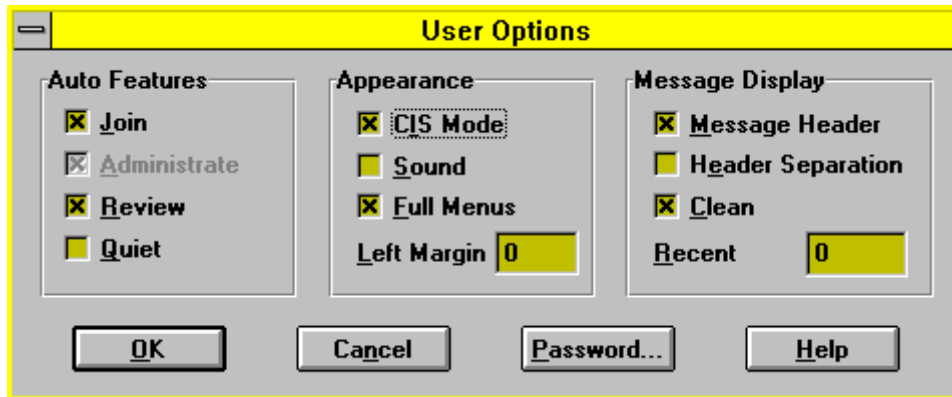 User Options
Auto Features
Join
Administrate
Review
Quiet
Appearance
CIS Mode
Sound
Full Menus
Left Margin 0
Message Display
Message Header
Header Separation
Clean
Recent 0
OK
Cancel
Password...
Help